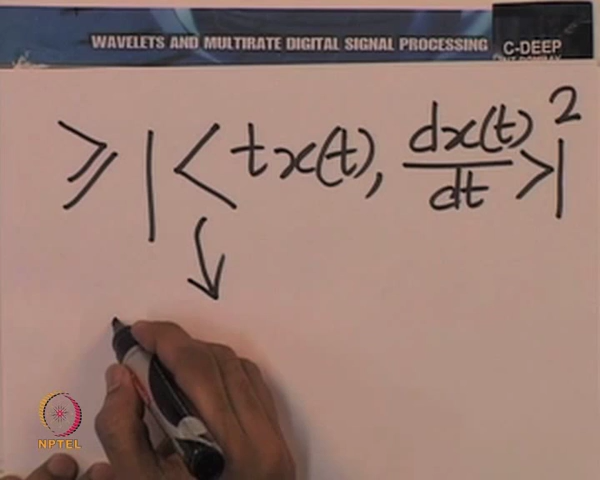 WAVELETS AND MULTIRATE DIGITAL SIGNAL PROCESSING
C-DEEP
≥ |< tx(t), dx(t)/dt >|²
NPTEL